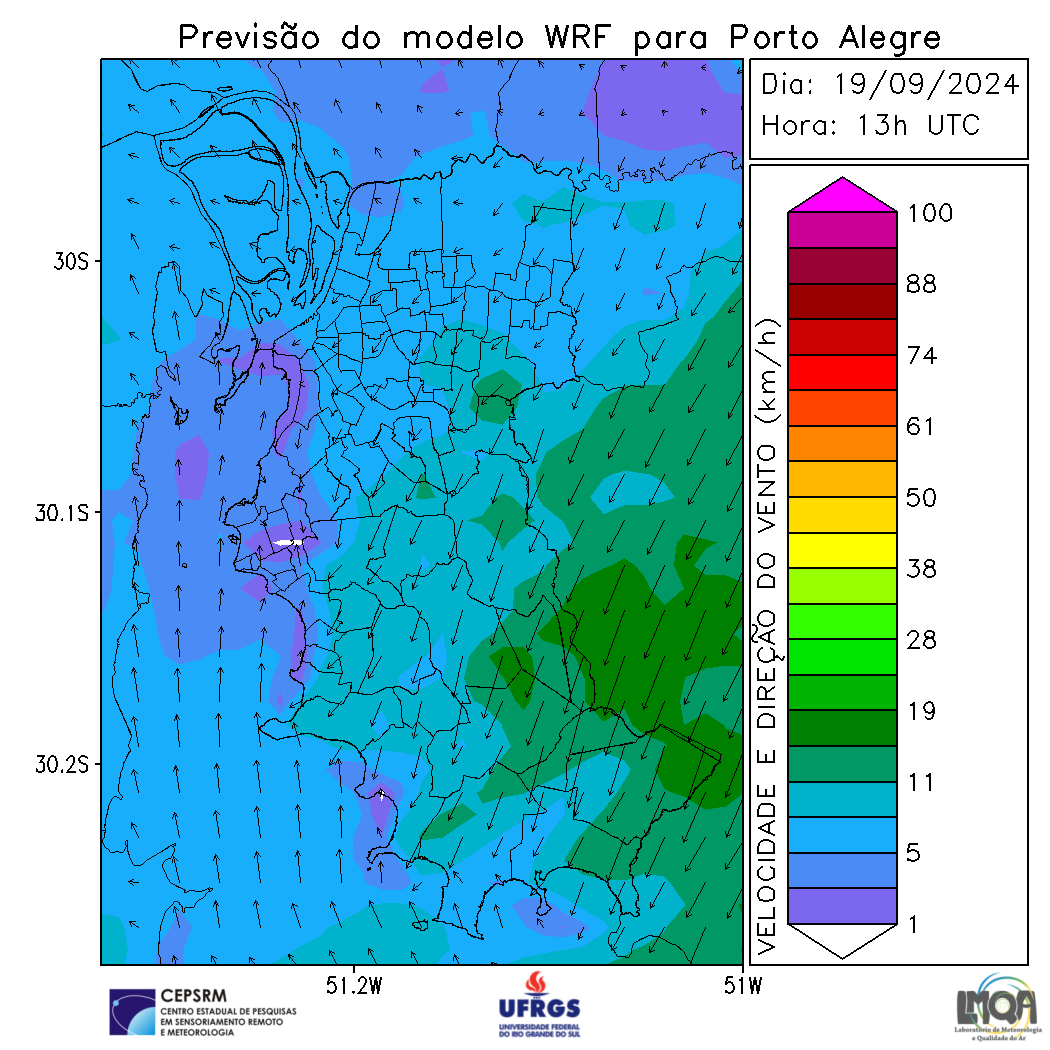 Previsão do modelo WRF para Porto Alegre
Dia: 19/09/2024
Hora: 13h UTC
30S
30.1S
30.2S
51.2W
51W
VELOCIDADE E DIREÇÃO DO VENTO (km/h)
100
88
74
61
50
38
28
19
11
5
1
CEPSRM
CENTRO ESTADUAL DE PESQUISAS
EM SENSORIAMENTO REMOTO
E METEOROLOGIA
UFRGS
UNIVERSIDADE FEDERAL
DO RIO GRANDE DO SUL
LMQA
Laboratório de Meteorologia
e Qualidade do Ar